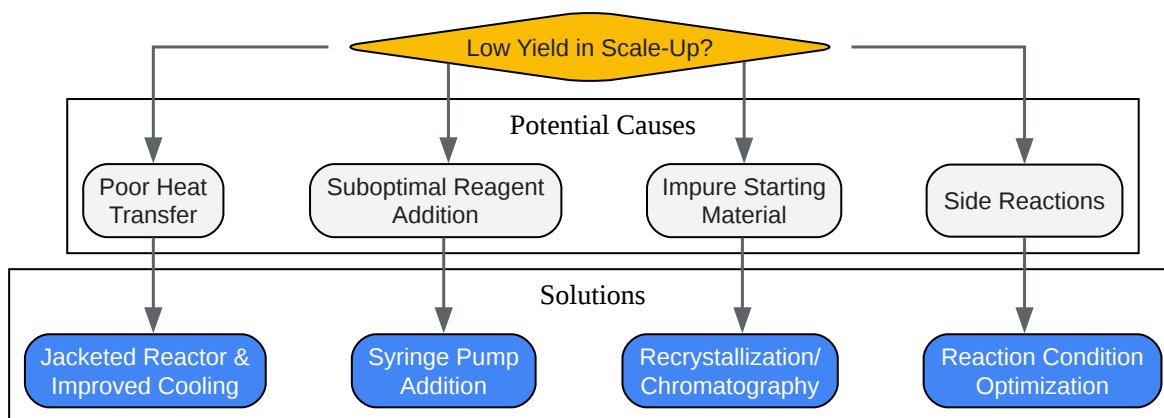 Low Yield in Scale-Up?
Potential Causes
Poor Heat
Transfer
Suboptimal Reagent
Addition
Impure Starting
Material
Side Reactions
Solutions
Jacketed Reactor &
Improved Cooling
Syringe Pump
Addition
Recrystallization/
Chromatography
Reaction Condition
Optimization